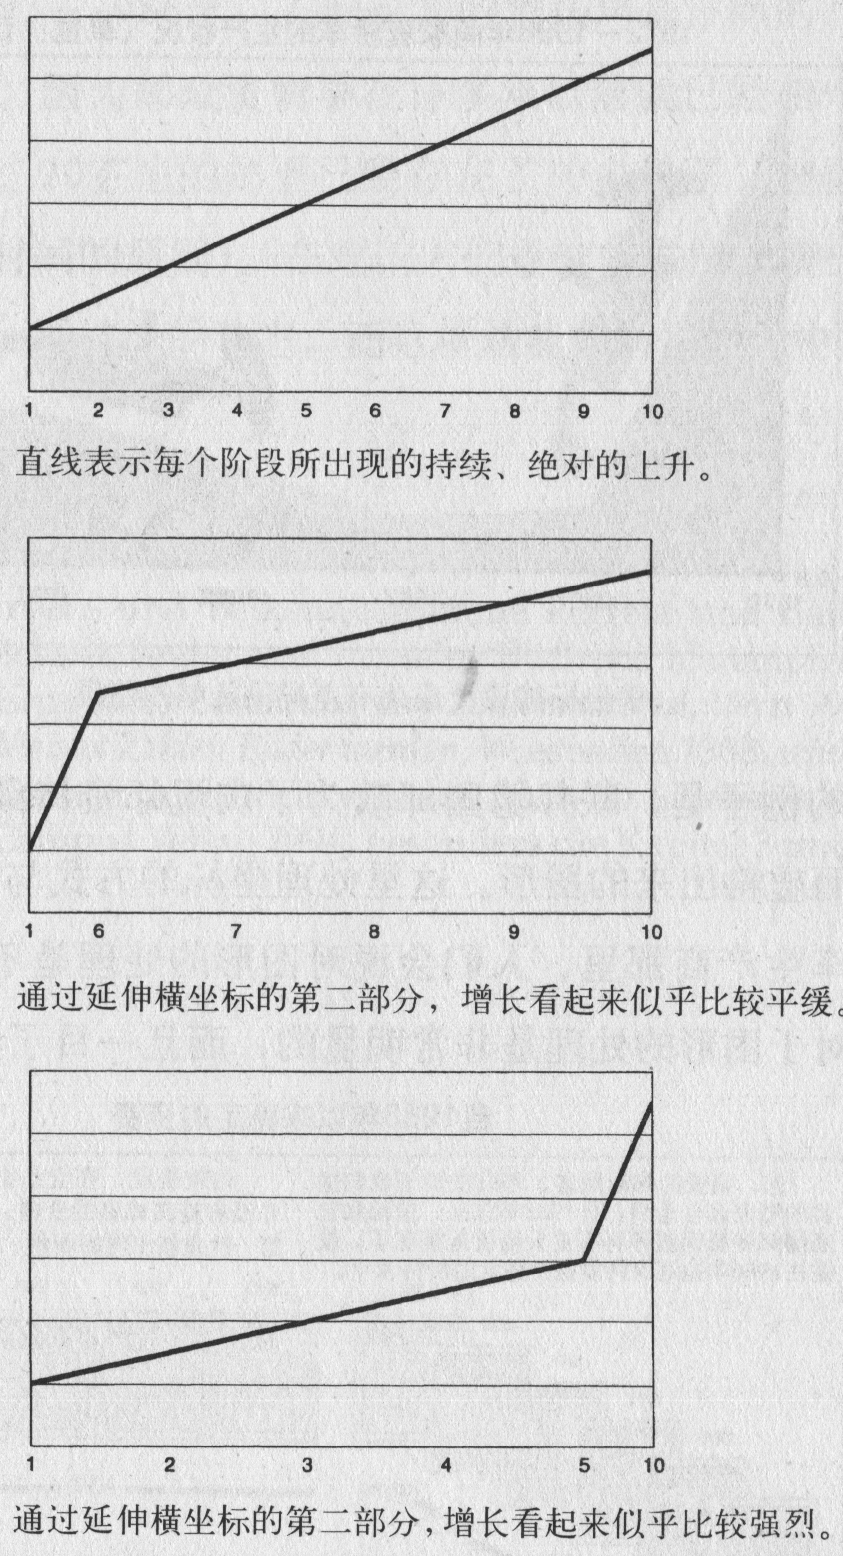 1 2 3 4 5 6 7 8 9 10
直线表示每个阶段所出现的持续、绝对的上升。
1 6 7 8 9 10
通过延伸横坐标的第二部分，增长看起来似乎比较平缓。
1 2 3 4 5 10
通过延伸横坐标的第二部分，增长看起来似乎比较强烈。